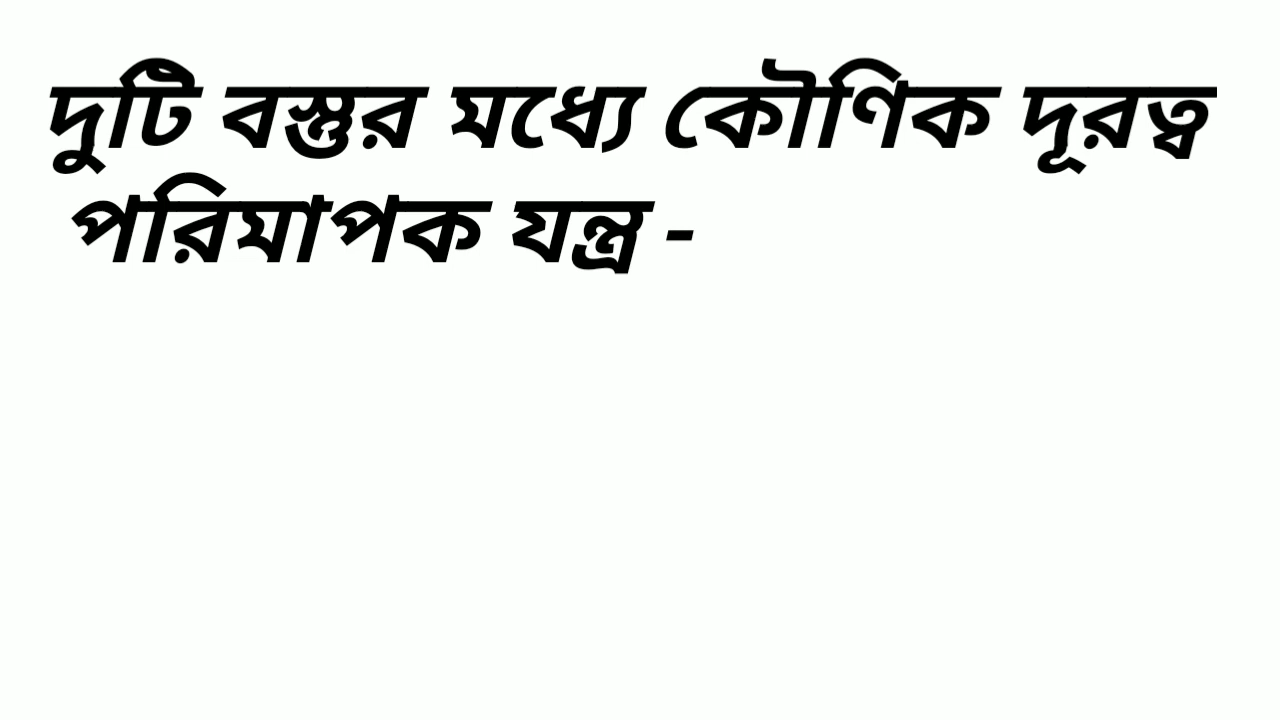 দুটি বস্তুর মধ্যে কৌণিক দূরত্ব
পরিমাপক যন্ত্র -